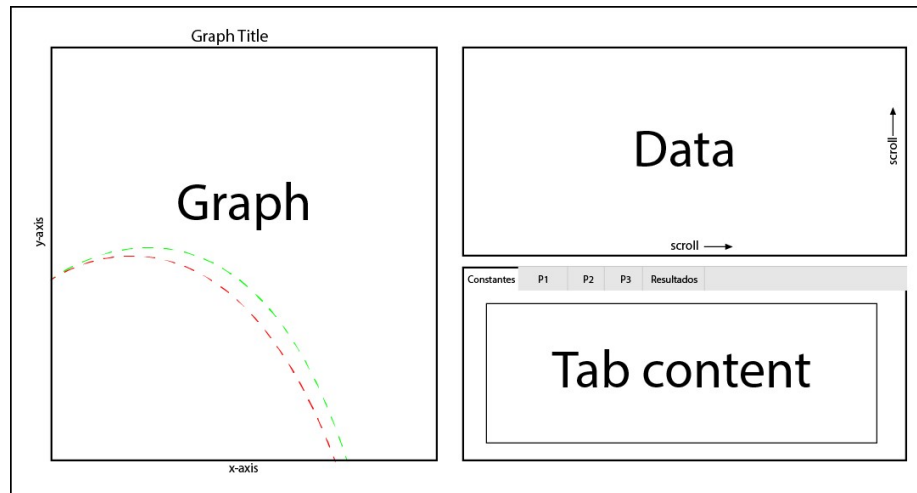 Graph Title
y-axis
Graph
x-axis
Data
scroll
scroll
Constantes P1 P2 P3 Resultados
Tab content